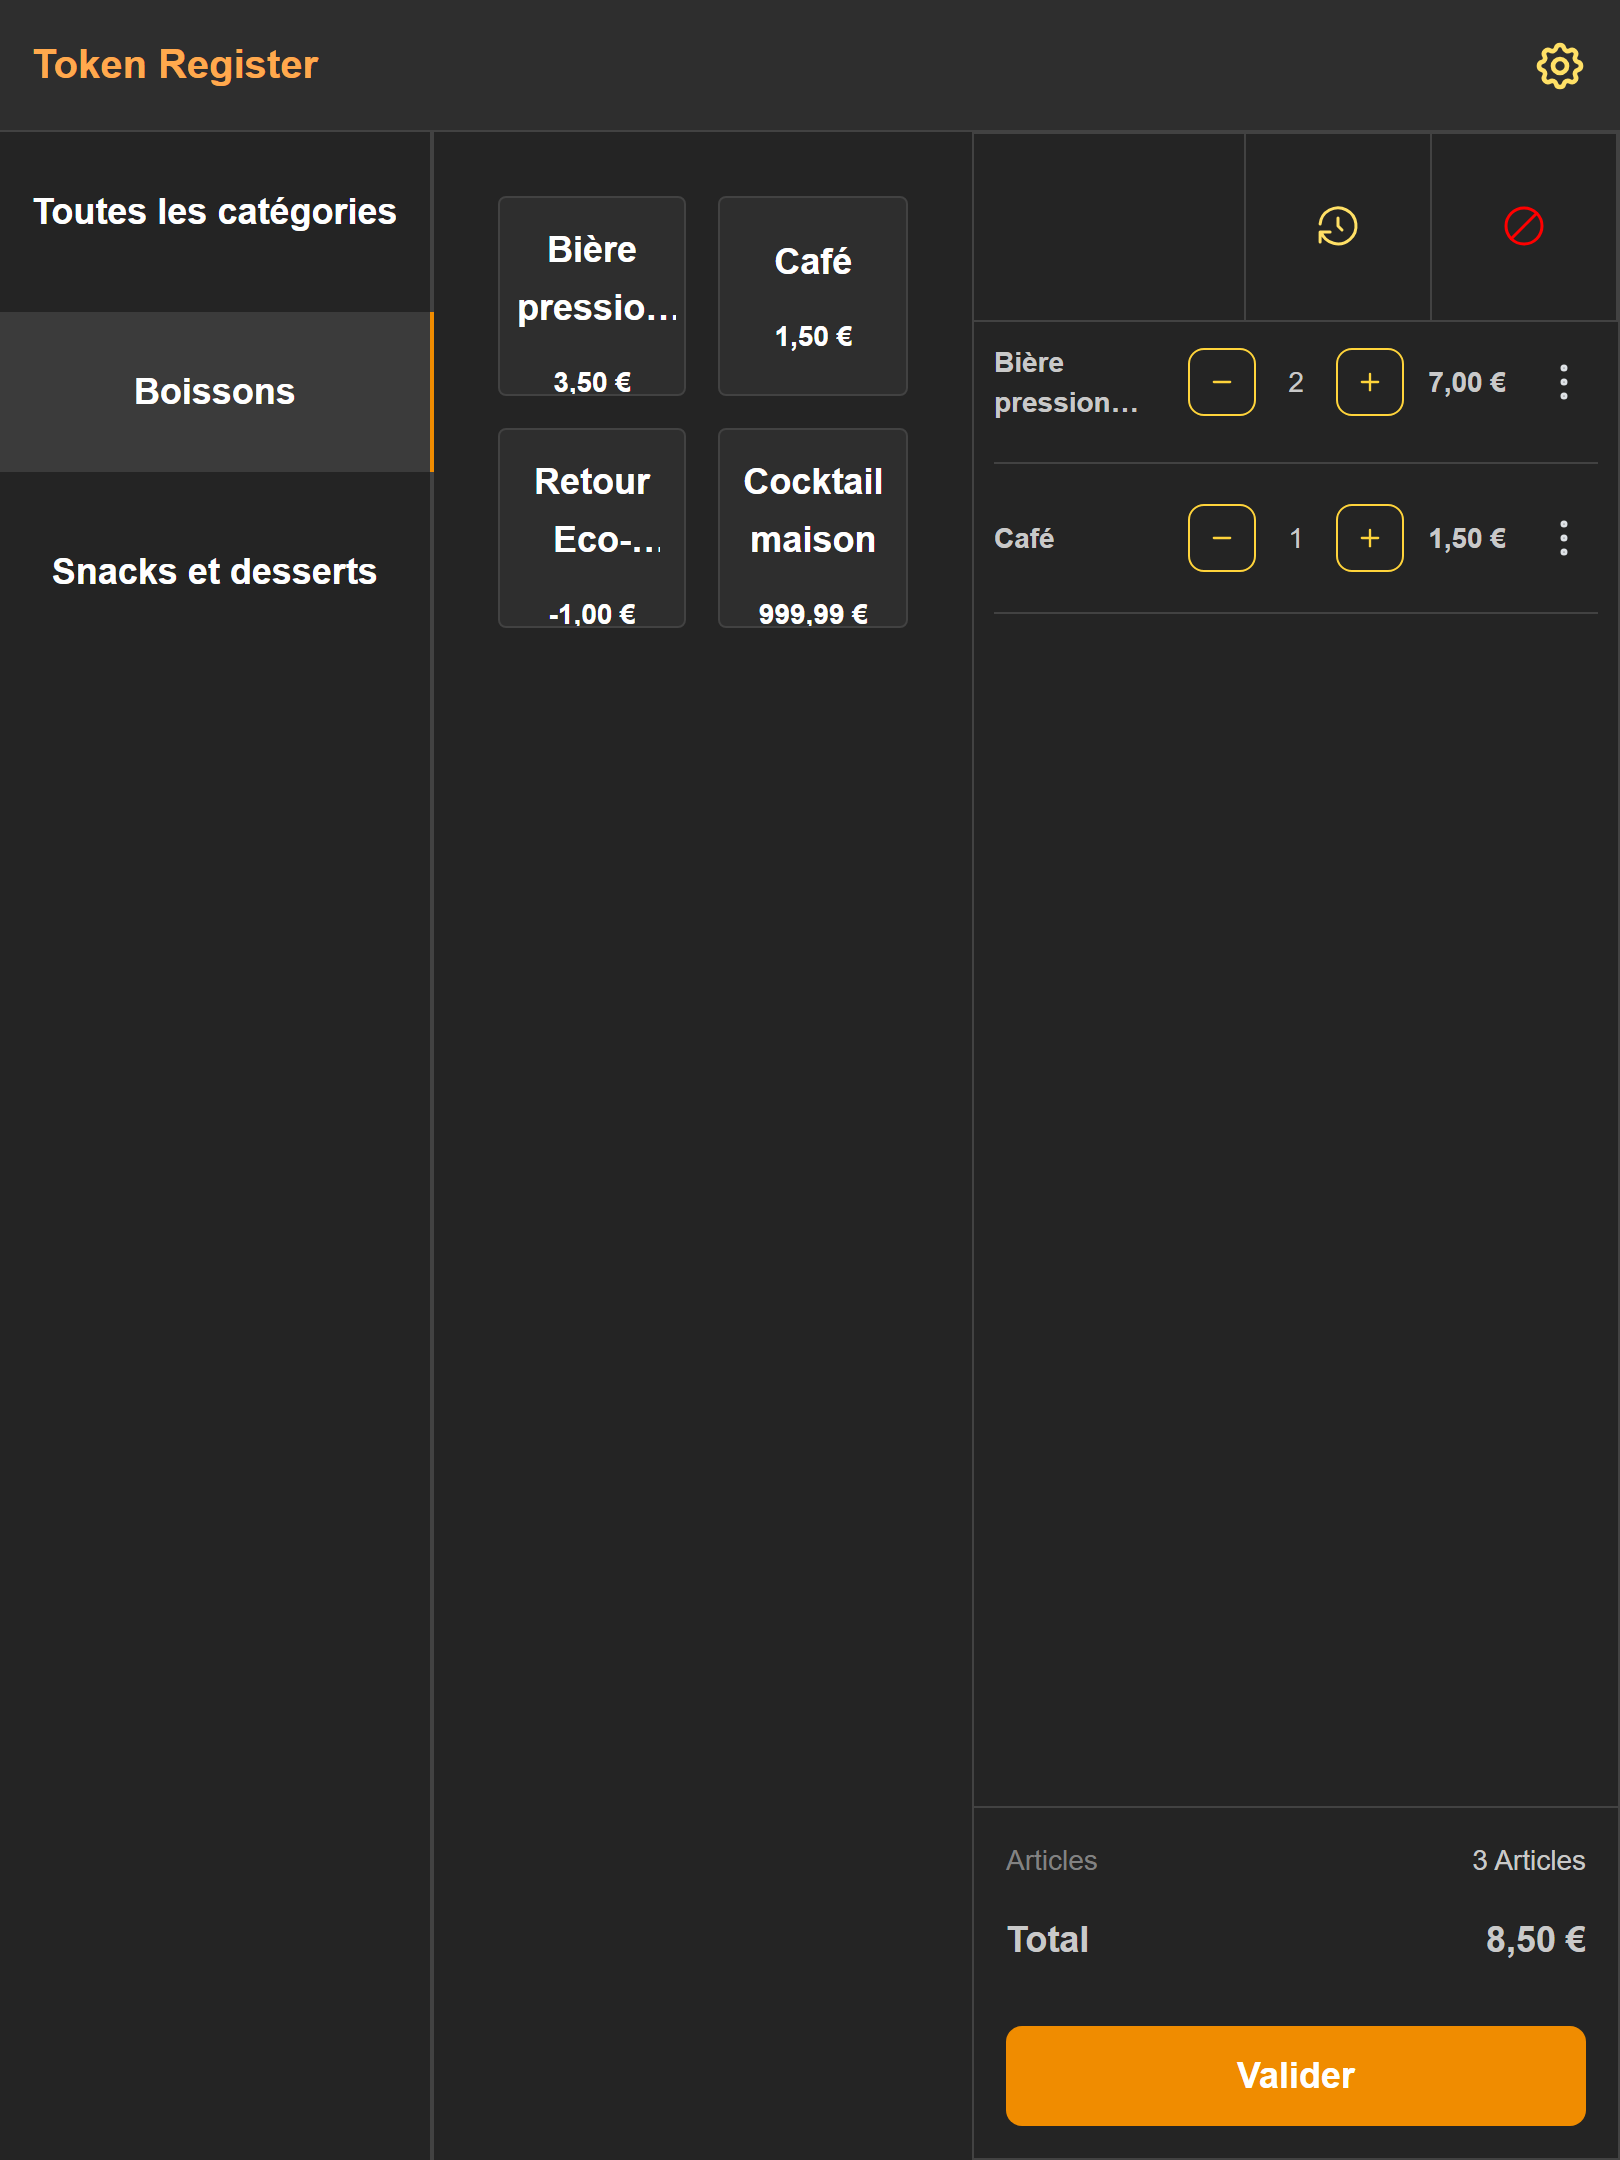 Token Register
Toutes les catégories
Boissons
Snacks et desserts
Bière
pressio...
3,50 €
Café
1,50 €
Retour
Eco-...
-1,00 €
Cocktail
maison
999,99 €
Bière
pression...
2
7,00 €
Café
1
1,50 €
Articles
3 Articles
Total
8,50 €
Valider